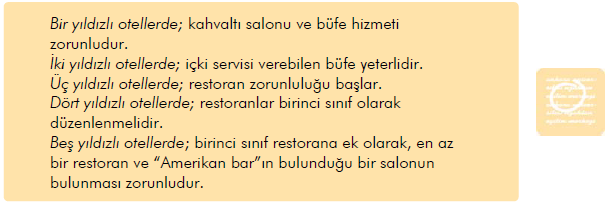 Bir yıldızlı otellerde; kahvaltı salonu ve büfe hizmeti
zorunludur.
İki yıldızlı otellerde; içki servisi verebilen büfe yeterlidir.
Üç yıldızlı otellerde; restoran zorunluluğu başlar.
Dört yıldızlı otellerde; restoranlar birinci sınıf olarak
düzenlenmelidir.
Beş yıldızlı otellerde; birinci sınıf restorana ek olarak, en az
bir restoran ve “Amerikan bar”ın bulunduğu bir salonun
bulunması zorunludur.